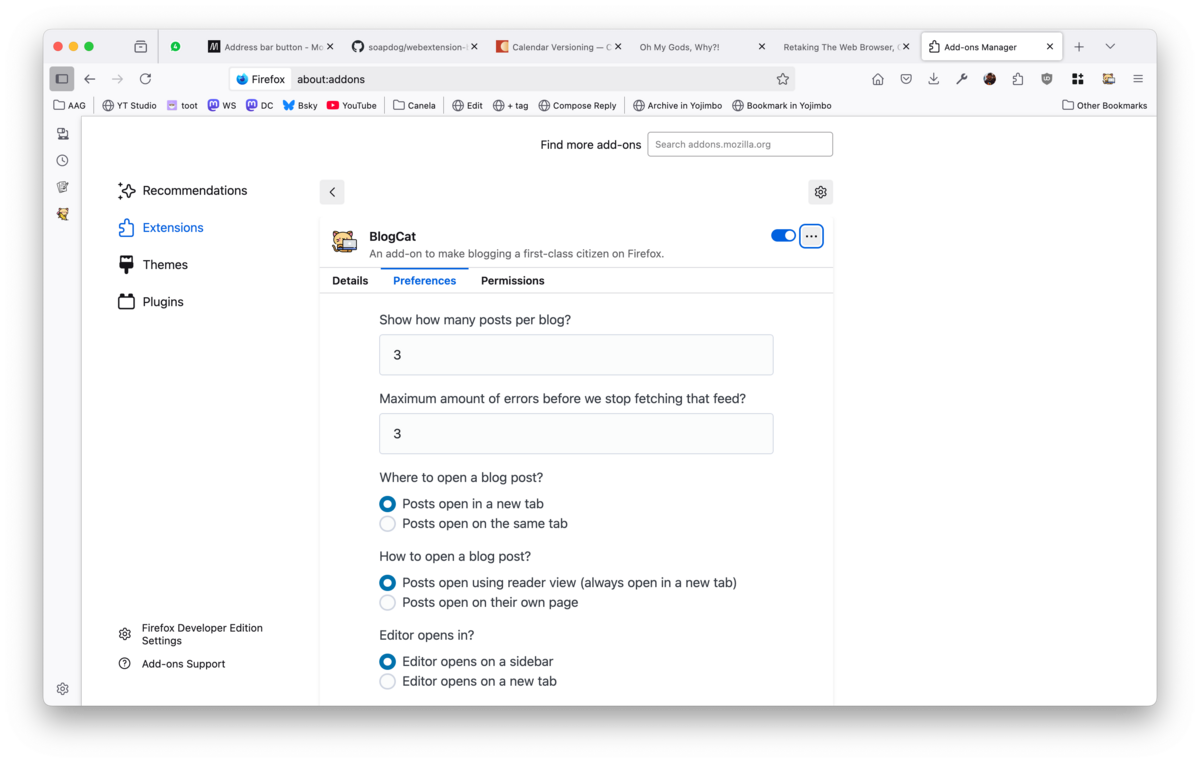 4
Address bar button - Mo
soapdog/webextension-
Calendar Versioning — C
Oh My Gods, Why?!
Retaking The Web Browser, 
Add-ons Manager
Firefox
about:addons
AAG
YT Studio
toot
WS
DC
Bsky
YouTube
Canela
Edit
+ tag
Compose Reply
Archive in Yojimbo
Bookmark in Yojimbo
Other Bookmarks
Find more add-ons
Search addons.mozilla.org
Recommendations
Extensions
Themes
Plugins
BlogCat
An add-on to make blogging a first-class citizen on Firefox.
Details
Preferences
Permissions
Show how many posts per blog?
3
Maximum amount of errors before we stop fetching that feed?
3
Where to open a blog post?
Posts open in a new tab
Posts open on the same tab
How to open a blog post?
Posts open using reader view (always open in a new tab)
Posts open on their own page
Editor opens in?
Editor opens on a sidebar
Editor opens on a new tab
Firefox Developer Edition
Settings
Add-ons Support